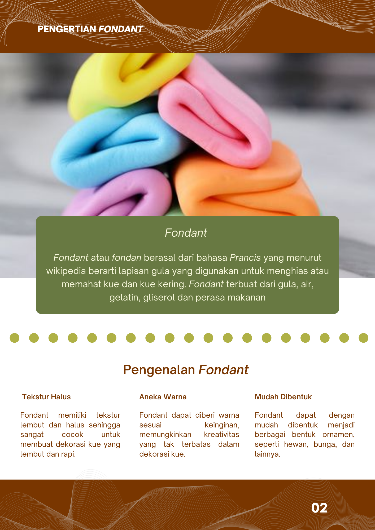 PENGERTIAN FONDANT
Fondant
Fondant atau fondan berasal dari bahasa Prancis yang menurut
wikipedia berarti lapisan gula yang digunakan untuk menghias atau
memahat kue dan kue kering. Fondant terbuat dari gula, air,
gelatin, gliserol dan perasa makanan
Pengenalan Fondant
Tekstur Halus
Fondant memiliki tekstur
lembut dan halus sehingga
sangat cocok untuk
membuat dekorasi kue yang
lembut dan rapi.
Aneka Warna
Fondant dapat diberi warna
sesuai keinginan,
memungkinkan kreativitas
yang tak terbatas dalam
dekorasi kue.
Mudah Dibentuk
Fondant dapat dengan
mudah dibentuk menjadi
berbagai bentuk ornamen,
seperti hewan, bunga, dan
lainnya.
02